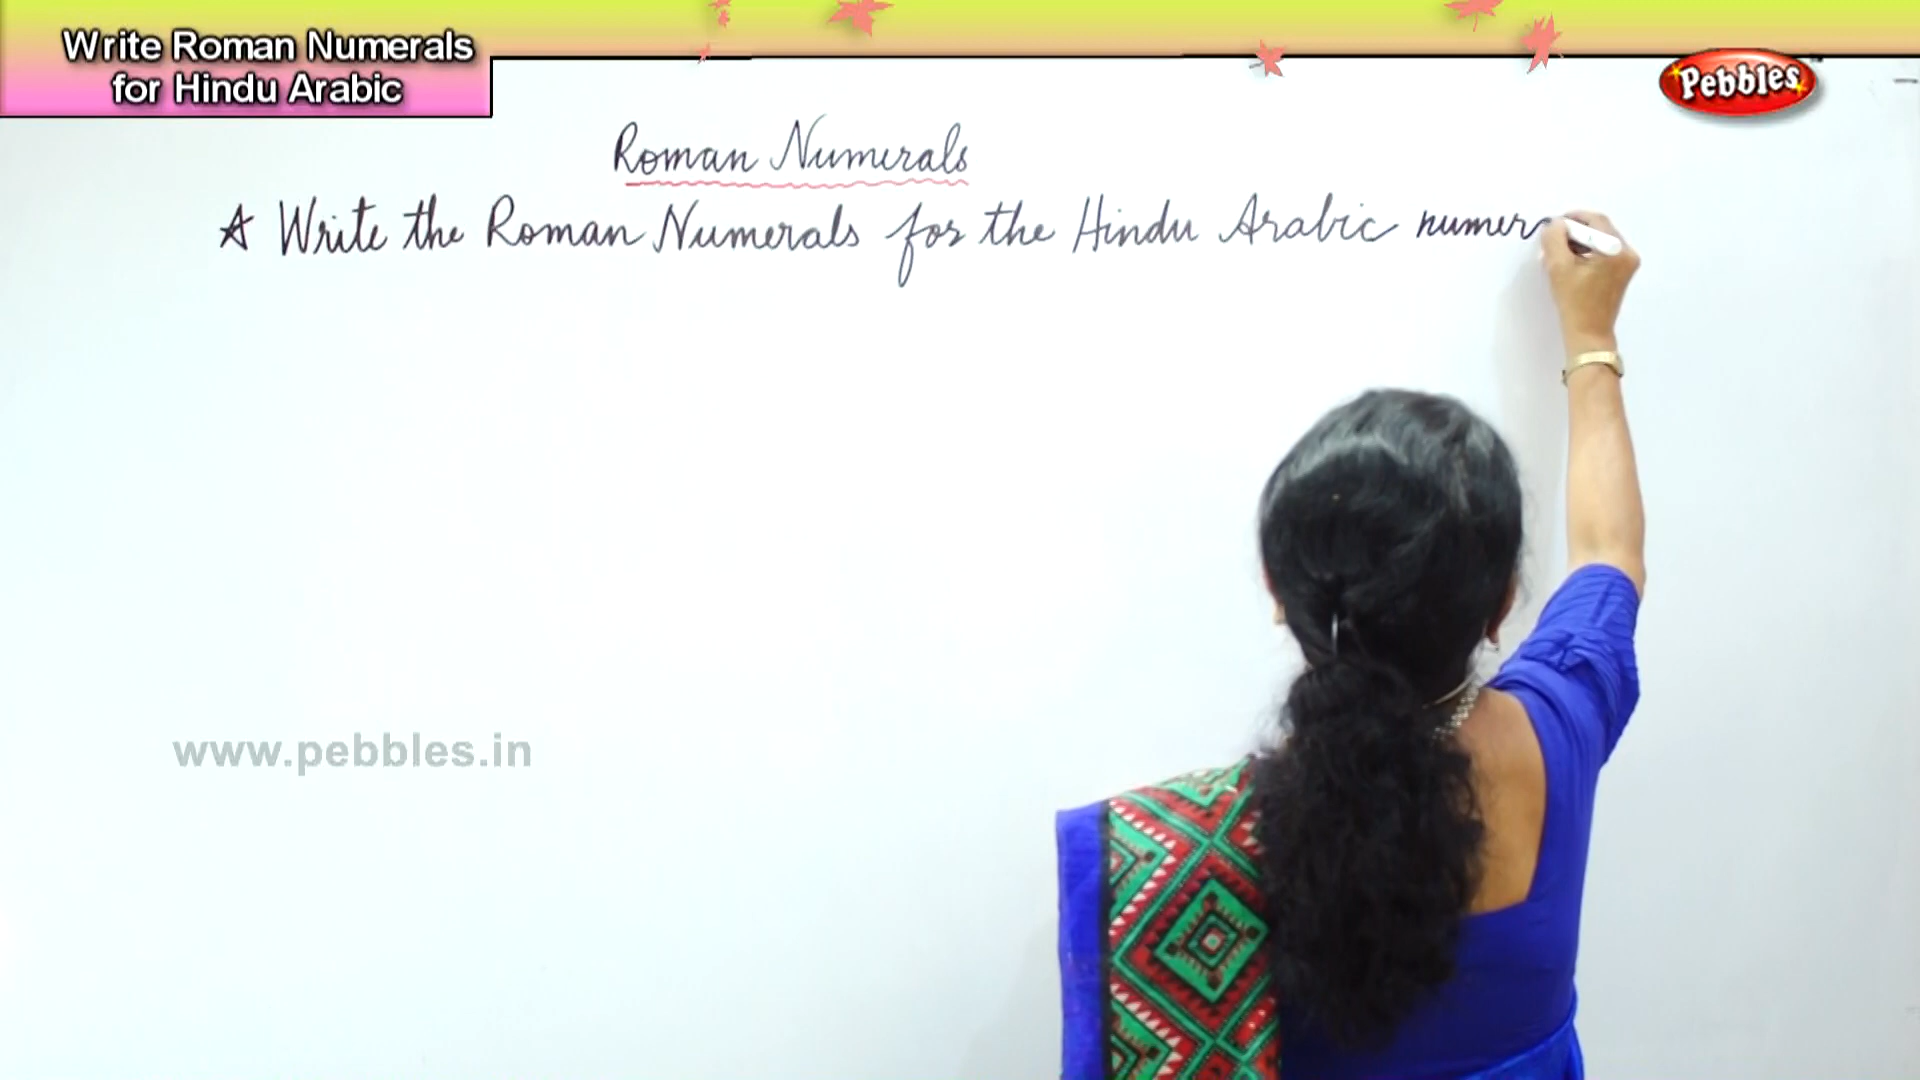 Write Roman Numerals
for Hindu Arabic
Pebbles
Roman Numerals
☆ Write the Roman Numerals for the Hindu Arabic numera
www.pebbles.in